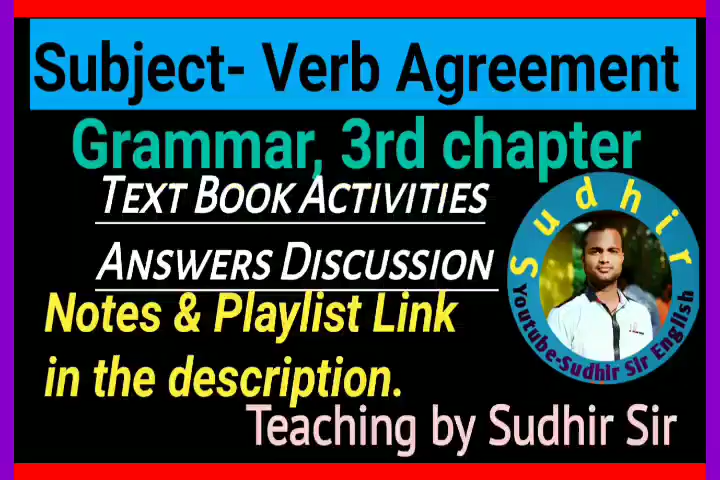 Subject- Verb Agreement
Grammar, 3rd chapter
TEXT BOOK ACTIVITIES
ANSWERS DISCUSSION
Notes & Playlist Link
in the description.
Teaching by Sudhir Sir
Sudhir
Youtube-Sudhir Sir English